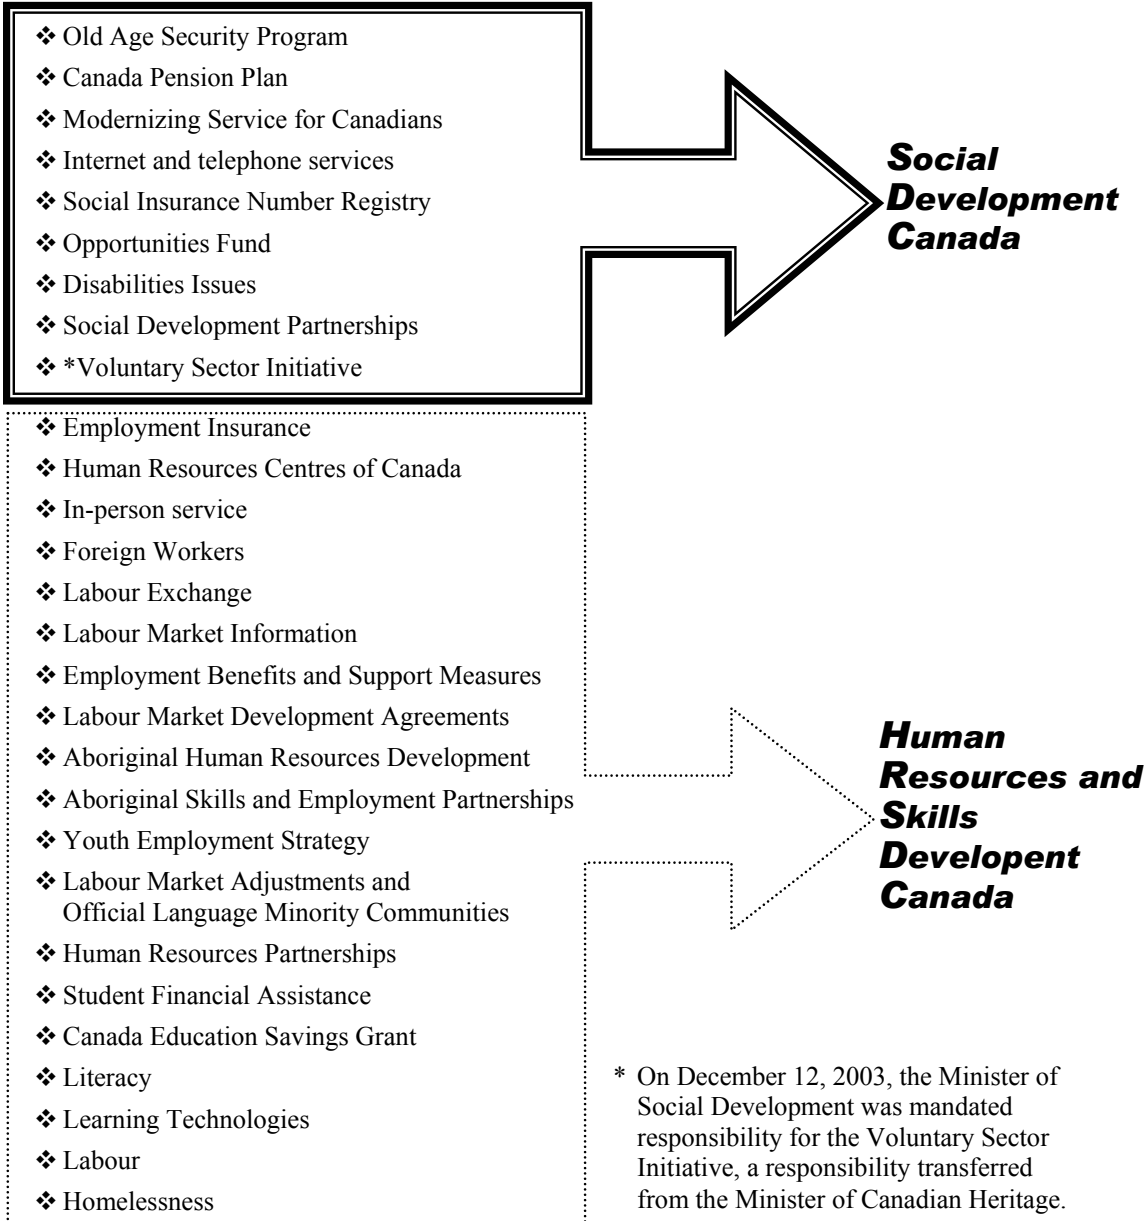 ❖ Old Age Security Program
❖ Canada Pension Plan
❖ Modernizing Service for Canadians
❖ Internet and telephone services
❖ Social Insurance Number Registry
❖ Opportunities Fund
❖ Disabilities Issues
❖ Social Development Partnerships
❖ *Voluntary Sector Initiative
Social
Development
Canada
❖ Employment Insurance
❖ Human Resources Centres of Canada
❖ In-person service
❖ Foreign Workers
❖ Labour Exchange
❖ Labour Market Information
❖ Employment Benefits and Support Measures
❖ Labour Market Development Agreements
❖ Aboriginal Human Resources Development
❖ Aboriginal Skills and Employment Partnerships
❖ Youth Employment Strategy
❖ Labour Market Adjustments and
Official Language Minority Communities
❖ Human Resources Partnerships
❖ Student Financial Assistance
❖ Canada Education Savings Grant
❖ Literacy
❖ Learning Technologies
❖ Labour
❖ Homelessness
Human
Resources and
Skills
Developent
Canada
* On December 12, 2003, the Minister of
Social Development was mandated
responsibility for the Voluntary Sector
Initiative, a responsibility transferred
from the Minister of Canadian Heritage.